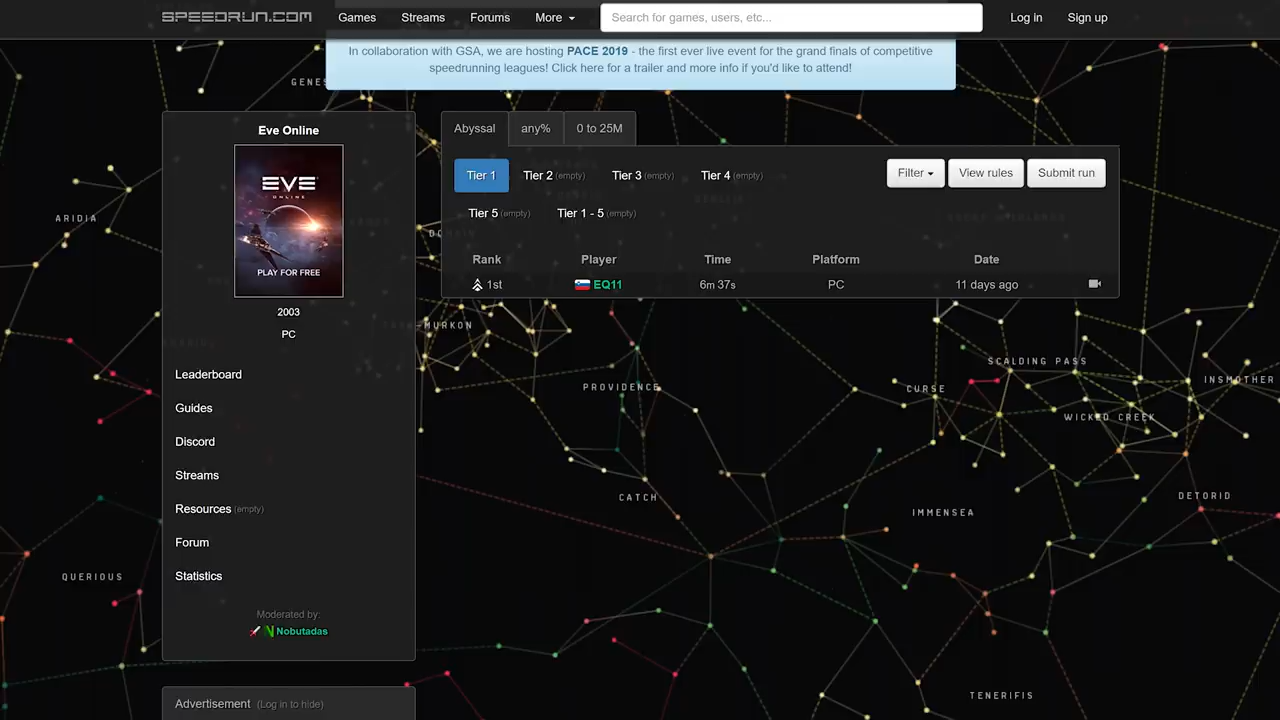 SPEEDRUN.COM Games Streams Forums More Search for games, users, etc... Log in Sign up
In collaboration with GSA, we are hosting PACE 2019 - the first ever live event for the grand finals of competitive
speedrunning leagues! Click here for a trailer and more info if you'd like to attend!
GENES
Eve Online
EVE
ONLINE
PLAY FOR FREE
2003
PC
Leaderboard
Guides
Discord
Streams
Resources (empty)
Forum
Statistics
Moderated by:
Nobutadas
Advertisement (Log in to hide)
Abyssal any% 0 to 25M
Tier 1 Tier 2 (empty) Tier 3 (empty) Tier 4 (empty) Filter View rules Submit run
Tier 5 (empty) Tier 1 - 5 (empty)
Rank Player Time Platform Date
1st EQ11 6m 37s PC 11 days ago
ARIDIA
MURKON
SCALDING PASS
PROVIDENCE
CURSE
INSMOTHER
WICKED CREEK
CATCH
DETORID
IMMENSEA
QUERIOUS
TENERIFIS